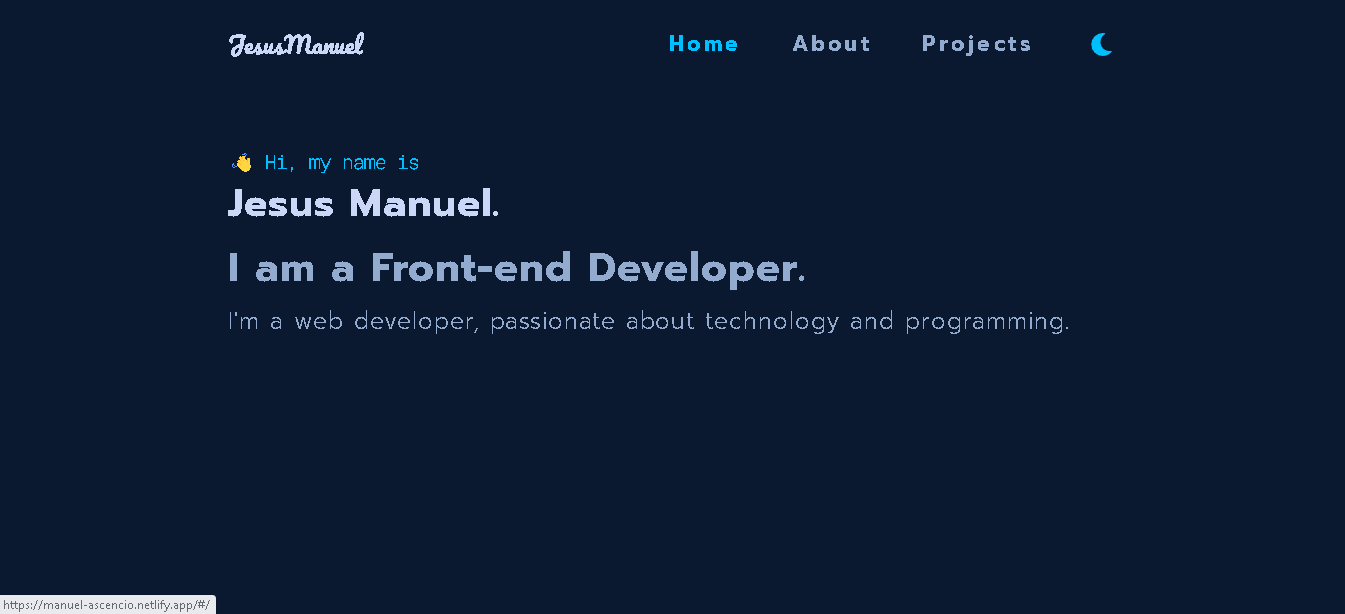 JesusManuel
Home About Projects
👋 Hi, my name is
Jesus Manuel.
I am a Front-end Developer.
I'm a web developer, passionate about technology and programming.
https://manuel-ascencio.netlify.app/#/